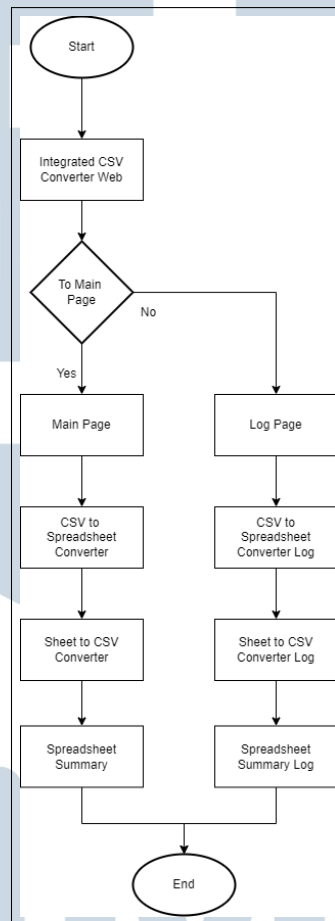 Start
Integrated CSV
Converter Web
To Main
Page
No
Yes
Main Page
Log Page
CSV to
Spreadsheet
Converter
CSV to
Spreadsheet
Converter Log
Sheet to CSV
Converter
Sheet to CSV
Converter Log
Spreadsheet
Summary
Spreadsheet
Summary Log
End